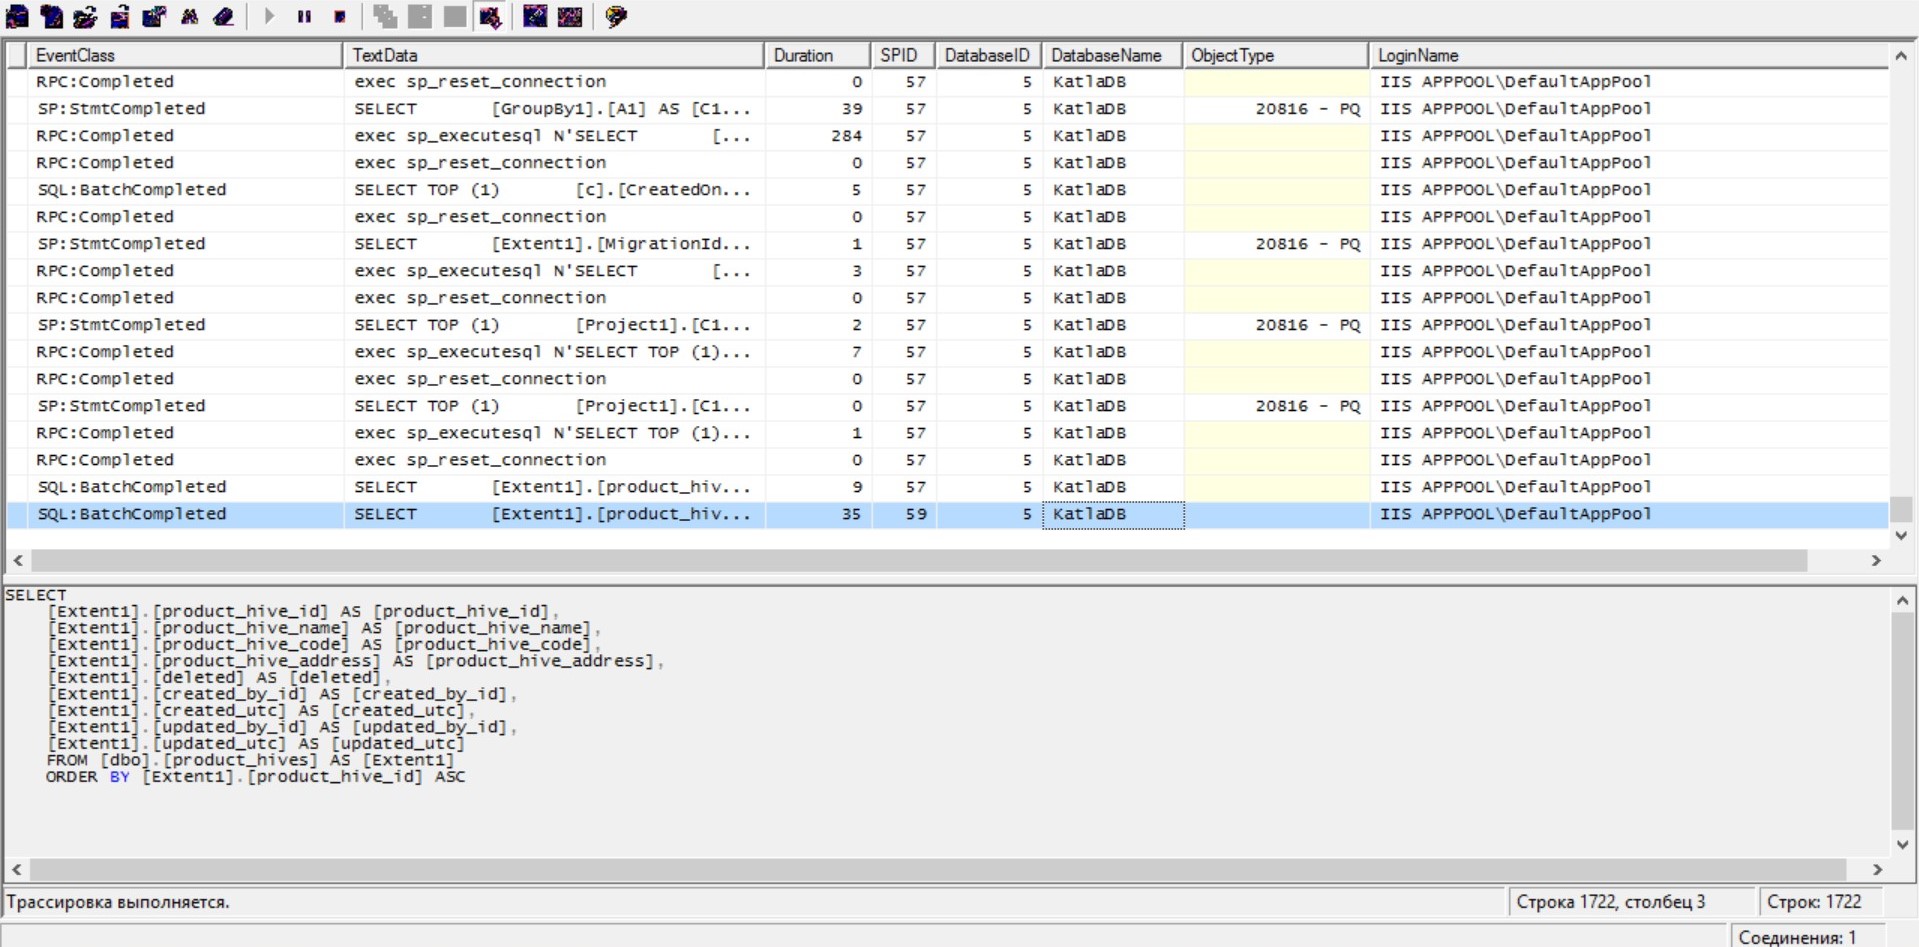 EventClass TextData Duration SPID DatabaseID DatabaseName ObjectType LoginName
RPC:Completed exec sp_reset_connection 0 57 5 KatlaDB IIS APPPOOL\DefaultAppPool
SP:StmtCompleted SELECT [GroupBy1].[A1] AS [C1... 39 57 5 KatlaDB 20816 - PQ IIS APPPOOL\DefaultAppPool
RPC:Completed exec sp_executesql N'SELECT [... 284 57 5 KatlaDB IIS APPPOOL\DefaultAppPool
RPC:Completed exec sp_reset_connection 0 57 5 KatlaDB IIS APPPOOL\DefaultAppPool
SQL:BatchCompleted SELECT TOP (1) [c].[CreatedOn... 5 57 5 KatlaDB IIS APPPOOL\DefaultAppPool
RPC:Completed exec sp_reset_connection 0 57 5 KatlaDB IIS APPPOOL\DefaultAppPool
SP:StmtCompleted SELECT [Extent1].[MigrationId... 1 57 5 KatlaDB 20816 - PQ IIS APPPOOL\DefaultAppPool
RPC:Completed exec sp_executesql N'SELECT [... 3 57 5 KatlaDB IIS APPPOOL\DefaultAppPool
RPC:Completed exec sp_reset_connection 0 57 5 KatlaDB IIS APPPOOL\DefaultAppPool
SP:StmtCompleted SELECT TOP (1) [Project1].[C1... 2 57 5 KatlaDB 20816 - PQ IIS APPPOOL\DefaultAppPool
RPC:Completed exec sp_executesql N'SELECT TOP (1)... 7 57 5 KatlaDB IIS APPPOOL\DefaultAppPool
RPC:Completed exec sp_reset_connection 0 57 5 KatlaDB IIS APPPOOL\DefaultAppPool
SP:StmtCompleted SELECT TOP (1) [Project1].[C1... 0 57 5 KatlaDB 20816 - PQ IIS APPPOOL\DefaultAppPool
RPC:Completed exec sp_executesql N'SELECT TOP (1)... 1 57 5 KatlaDB IIS APPPOOL\DefaultAppPool
RPC:Completed exec sp_reset_connection 0 57 5 KatlaDB IIS APPPOOL\DefaultAppPool
SQL:BatchCompleted SELECT [Extent1].[product_hiv... 9 57 5 KatlaDB IIS APPPOOL\DefaultAppPool
SQL:BatchCompleted SELECT [Extent1].[product_hiv... 35 59 5 KatlaDB IIS APPPOOL\DefaultAppPool
SELECT
[Extent1].[product_hive_id] AS [product_hive_id],
[Extent1].[product_hive_name] AS [product_hive_name],
[Extent1].[product_hive_code] AS [product_hive_code],
[Extent1].[product_hive_address] AS [product_hive_address],
[Extent1].[deleted] AS [deleted],
[Extent1].[created_by_id] AS [created_by_id],
[Extent1].[created_utc] AS [created_utc],
[Extent1].[updated_by_id] AS [updated_by_id],
[Extent1].[updated_utc] AS [updated_utc]
FROM [dbo].[product_hives] AS [Extent1]
ORDER BY [Extent1].[product_hive_id] ASC
Трассировка выполняется. Строка 1722, столбец 3 Строк: 1722
Соединения: 1